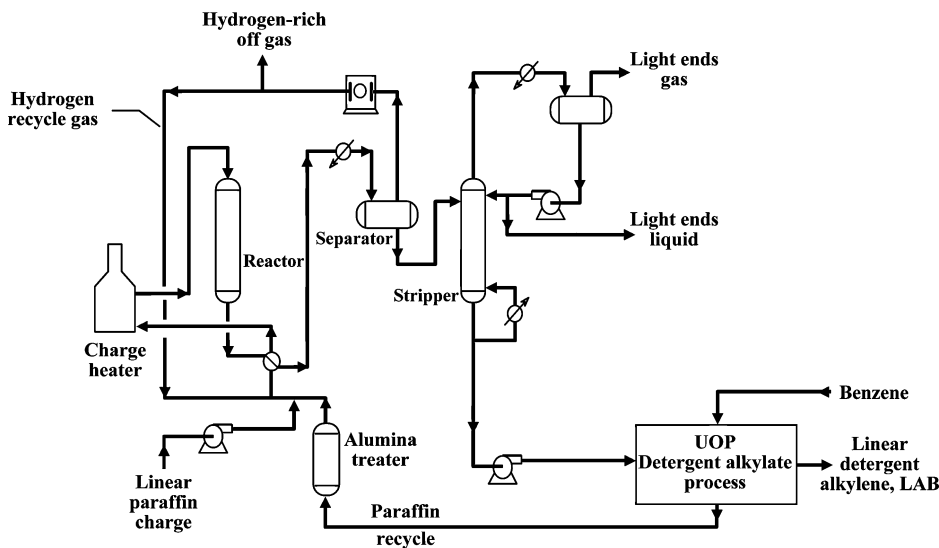 Hydrogen-rich
off gas
Light ends
gas
Hydrogen
recycle gas
Separator
Light ends
liquid
Reactor
Stripper
Charge
heater
Benzene
Alumina
treater
UOP
Detergent alkylate
process
Linear
detergent
alkylene, LAB
Linear
paraffin
charge
Paraffin
recycle